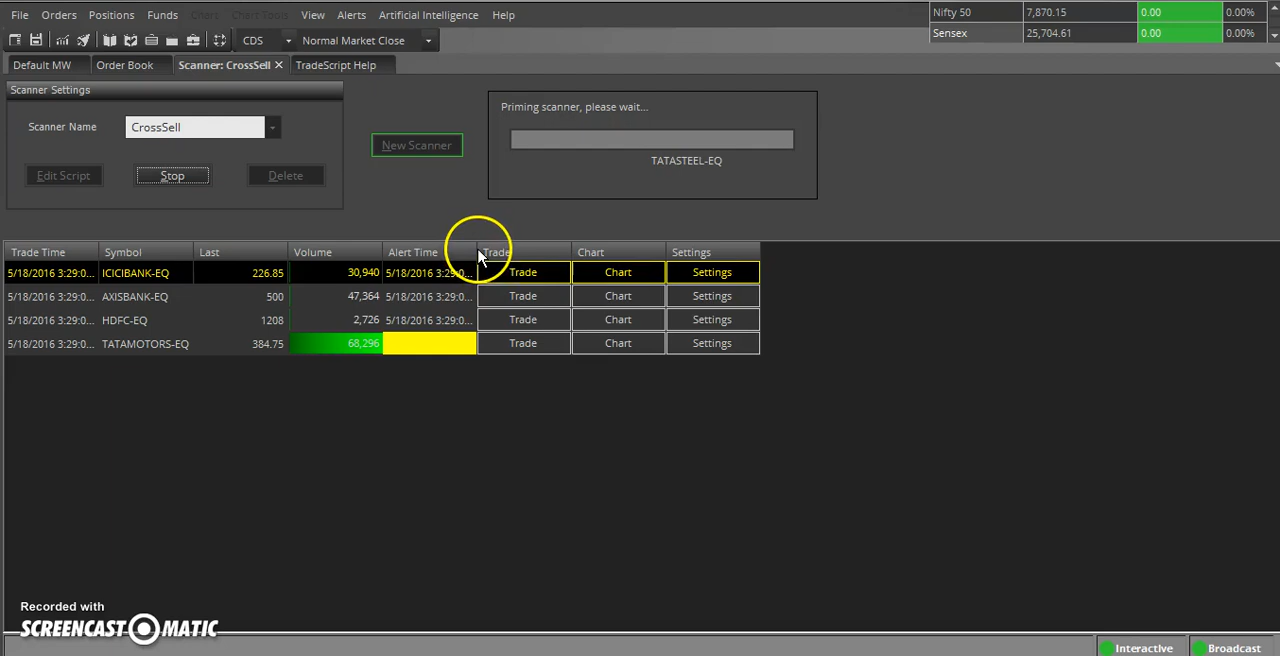 File Orders Positions Funds Chart Chart Tools View Alerts Artificial Intelligence Help
Nifty 50 7,870.15 0.00 0.00%
Sensex 25,704.61 0.00 0.00%
CDS Normal Market Close
Default MW Order Book Scanner: CrossSell ✕ TradeScript Help
Scanner Settings
Scanner Name CrossSell
Edit Script Stop Delete
New Scanner
Priming scanner, please wait...
TATASTEEL-EQ
Trade Time Symbol Last Volume Alert Time Trade Chart Settings
5/18/2016 3:29:0... ICICIBANK-EQ 226.85 30,940 5/18/2016 3:29:0... Trade Chart Settings
5/18/2016 3:29:0... AXISBANK-EQ 500 47,364 5/18/2016 3:29:0... Trade Chart Settings
5/18/2016 3:29:0... HDFC-EQ 1208 2,726 5/18/2016 3:29:0... Trade Chart Settings
5/18/2016 3:29:0... TATAMOTORS-EQ 384.75 68,296 Trade Chart Settings
Recorded with
SCREENCAST MATIC
Interactive Broadcast